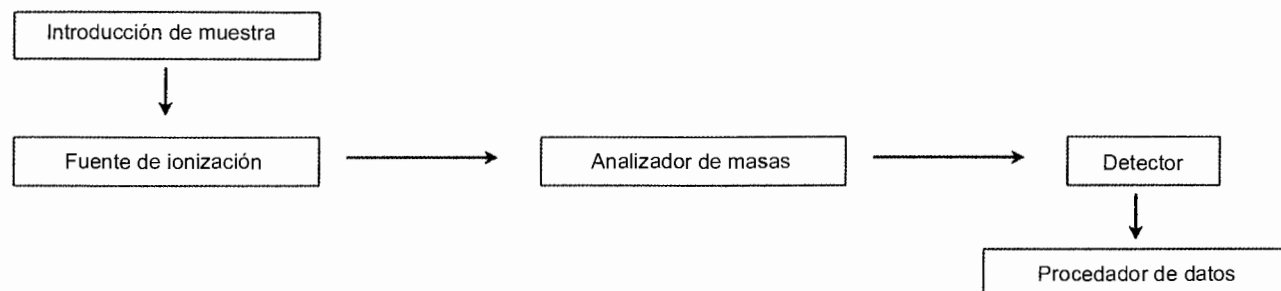 Introducción de muestra
Fuente de ionización
Analizador de masas
Detector
Procedador de datos